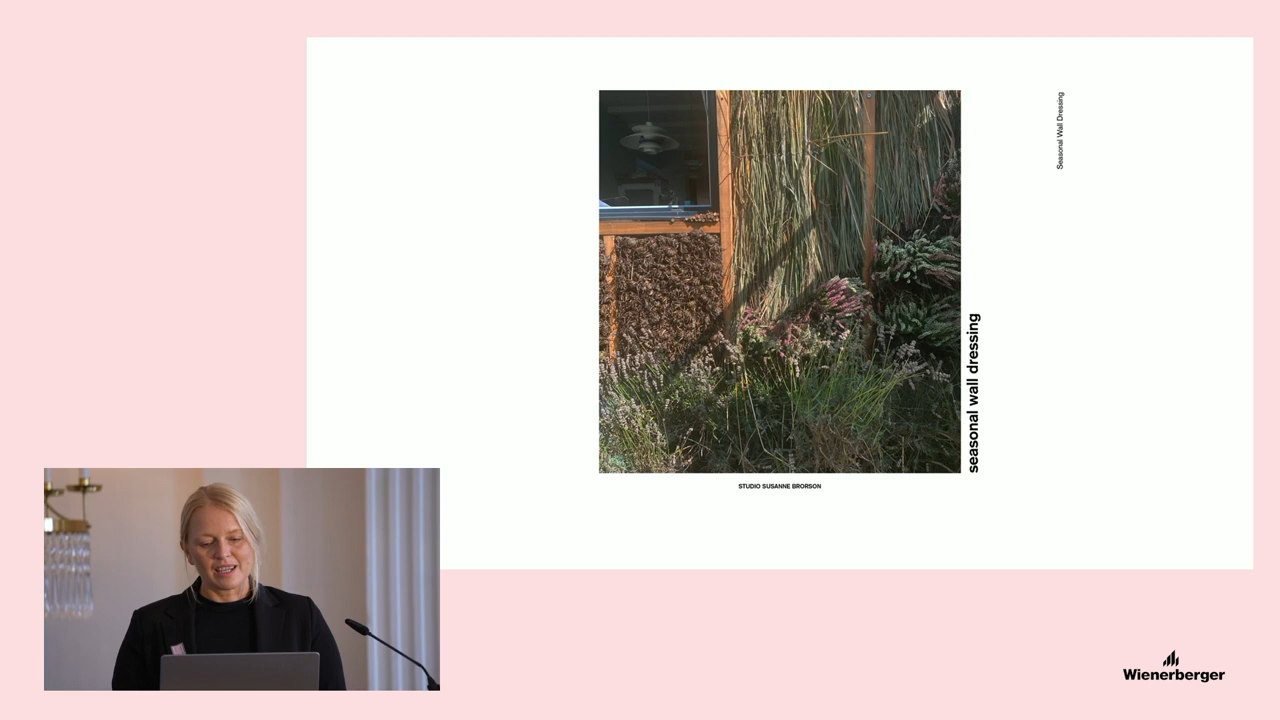 Seasonal Wall Dressing
seasonal wall dressing
STUDIO SUSANNE BRORSON
Wienerberger